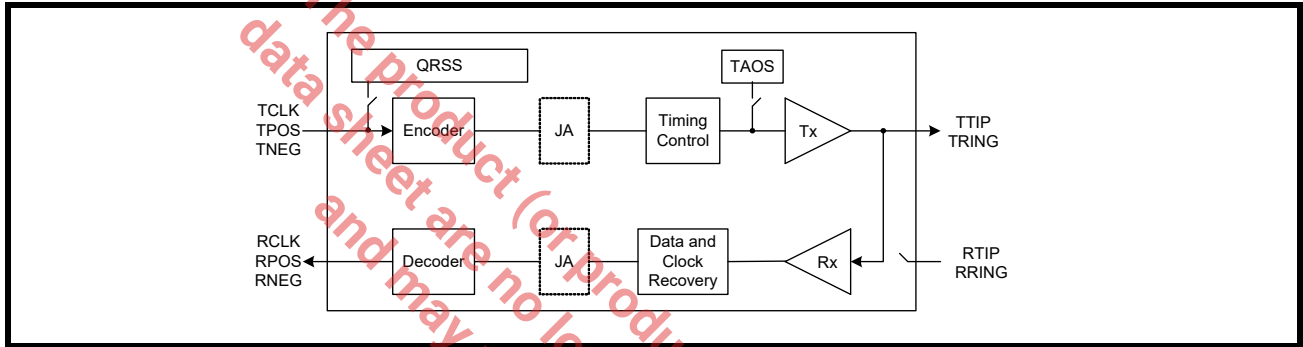 QRSS
TAOS
TCLK
TPOS
TNEG
Encoder
JA
Timing
Control
Tx
TTIP
TRING
RCLK
RPOS
RNEG
Decoder
JA
Data and
Clock
Recovery
Rx
RTIP
RRING
The product (or produ
data sheet are no lo
and may